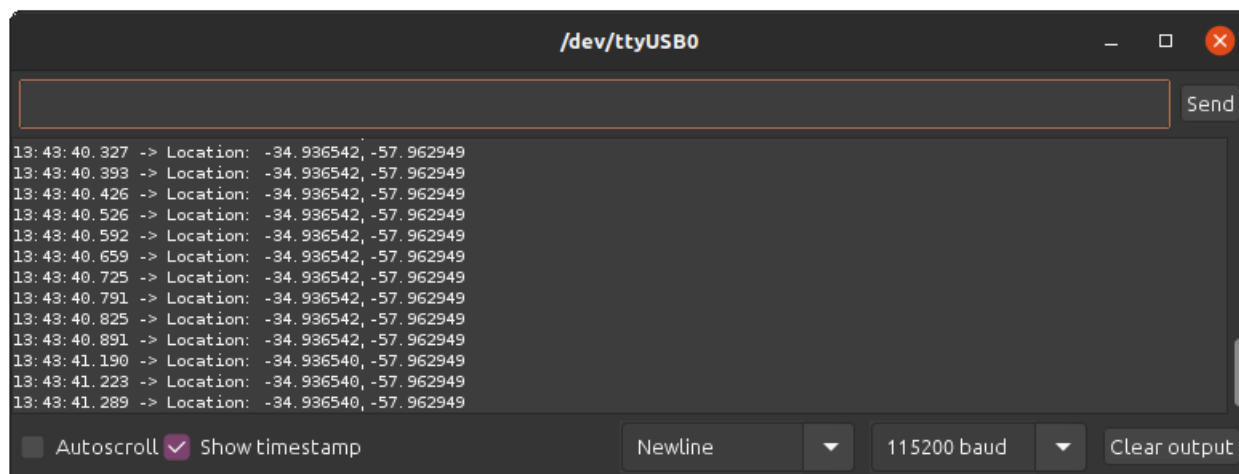 /dev/ttyUSB0
Send
13:43:40.327 -> Location: -34.936542,-57.962949
13:43:40.393 -> Location: -34.936542,-57.962949
13:43:40.426 -> Location: -34.936542,-57.962949
13:43:40.526 -> Location: -34.936542,-57.962949
13:43:40.592 -> Location: -34.936542,-57.962949
13:43:40.659 -> Location: -34.936542,-57.962949
13:43:40.725 -> Location: -34.936542,-57.962949
13:43:40.791 -> Location: -34.936542,-57.962949
13:43:40.825 -> Location: -34.936542,-57.962949
13:43:40.891 -> Location: -34.936542,-57.962949
13:43:41.190 -> Location: -34.936540,-57.962949
13:43:41.223 -> Location: -34.936540,-57.962949
13:43:41.289 -> Location: -34.936540,-57.962949
Autoscroll Show timestamp Newline 115200 baud Clear output